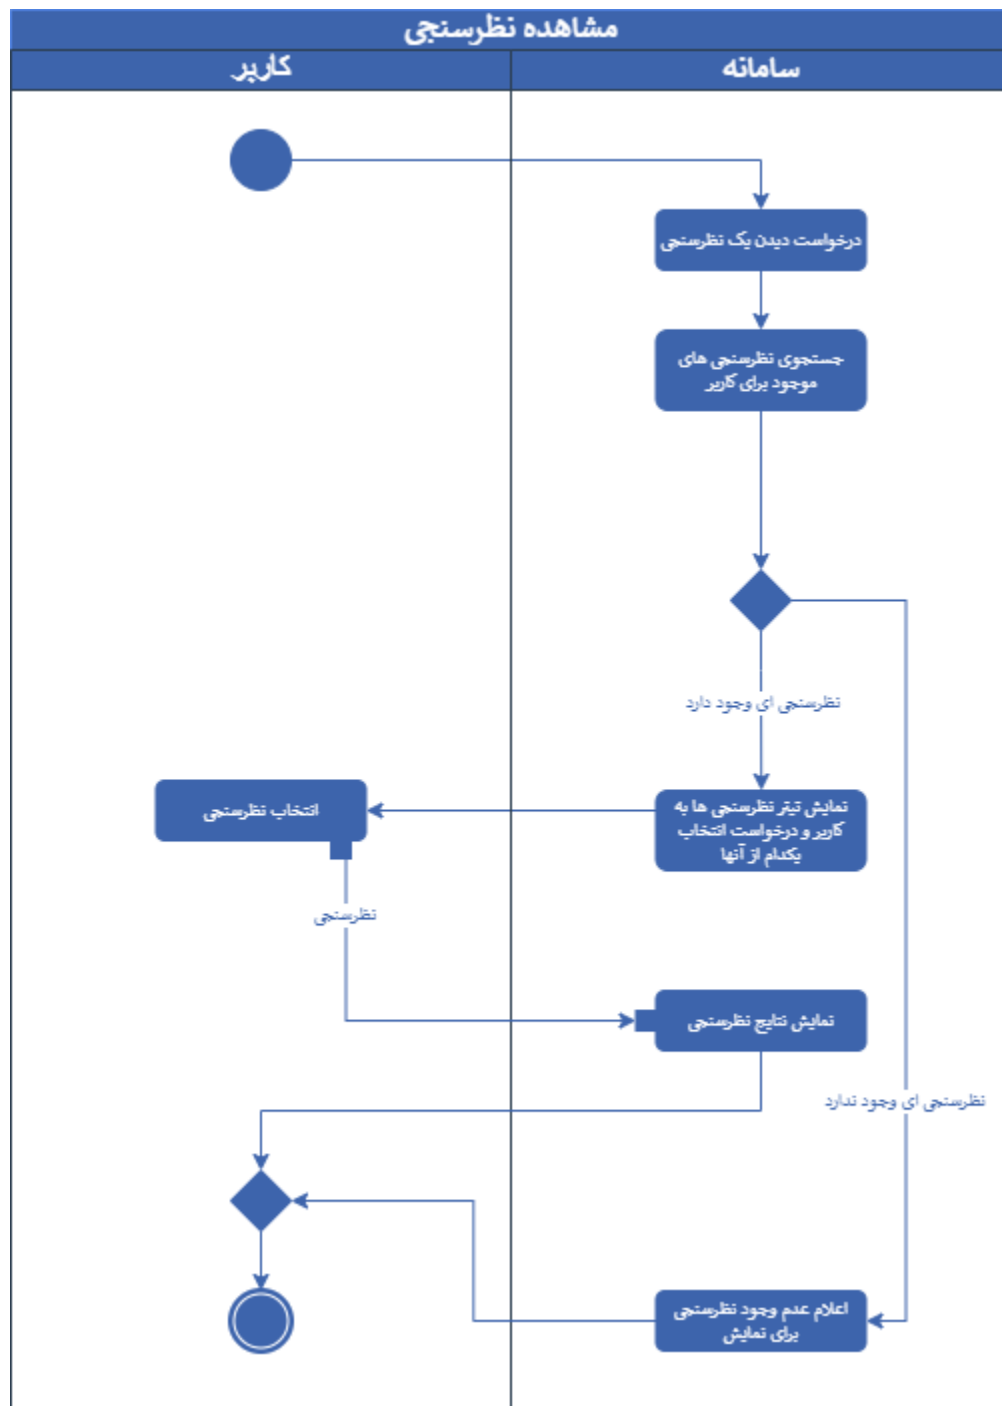 مشاهده نظرسنجی
سامانه
کاربر
درخواست دیدن یک نظرسنجی
جستجوی نظرسنجی های
موجود برای کاربر
نظرسنجی ای وجود دارد
نمایش تیتر نظرسنجی ها به
کاربر و درخواست انتخاب
یکدام از آنها
انتخاب نظرسنجی
نظرسنجی
نمایش نتایج نظرسنجی
نظرسنجی ای وجود ندارد
اعلام عدم وجود نظرسنجی
برای نمایش